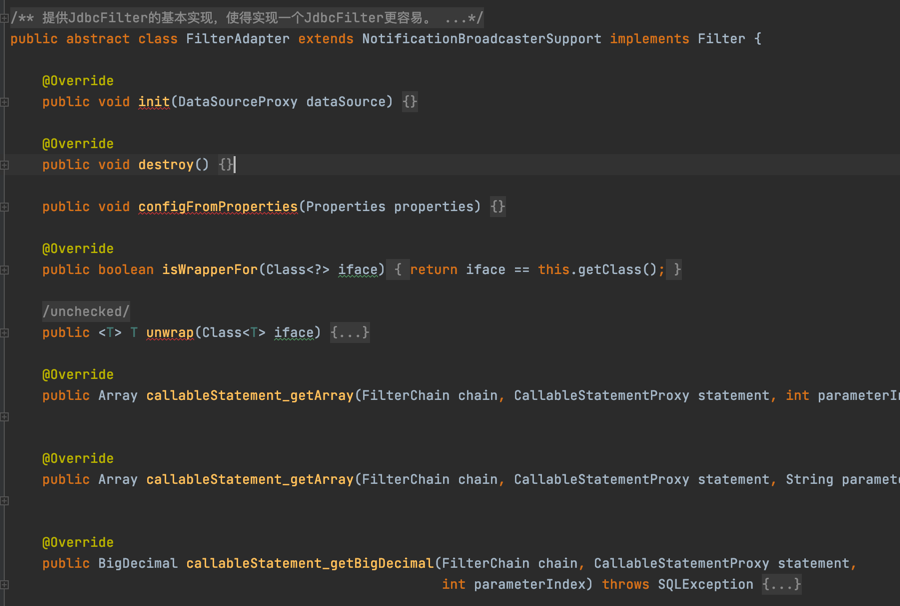 /** 提供JdbcFilter的基本实现，使得实现一个JdbcFilter更容易。 ...*/
public abstract class FilterAdapter extends NotificationBroadcasterSupport implements Filter {
@Override
public void init(DataSourceProxy dataSource) {}
@Override
public void destroy() {}
public void configFromProperties(Properties properties) {}
@Override
public boolean isWrapperFor(Class<?> iface) { return iface == this.getClass(); }
/unchecked/
public <T> T unwrap(Class<T> iface) {...}
@Override
public Array callableStatement_getArray(FilterChain chain, CallableStatementProxy statement, int parameterI
@Override
public Array callableStatement_getArray(FilterChain chain, CallableStatementProxy statement, String paramete
@Override
public BigDecimal callableStatement_getBigDecimal(FilterChain chain, CallableStatementProxy statement,
int parameterIndex) throws SQLException {...}